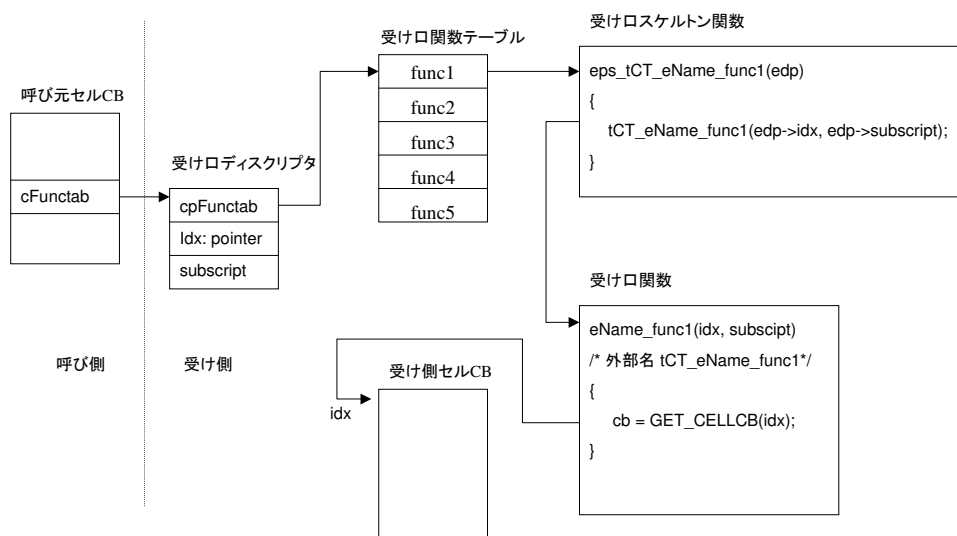 呼び元セルCB
cFunctab
受け口ディスクリプタ
cpFunctab
Idx: pointer
subscript
受け口関数テーブル
func1
func2
func3
func4
func5
受け口スケルトン関数
eps_tCT_eName_func1(edp)
{
tCT_eName_func1(edp->idx, edp->subscript);
}
受け口関数
eName_func1(idx, subscipt)
/* 外部名 tCT_eName_func1*/
{
cb = GET_CELLCB(idx);
}
呼び側
受け側
受け側セルCB
idx